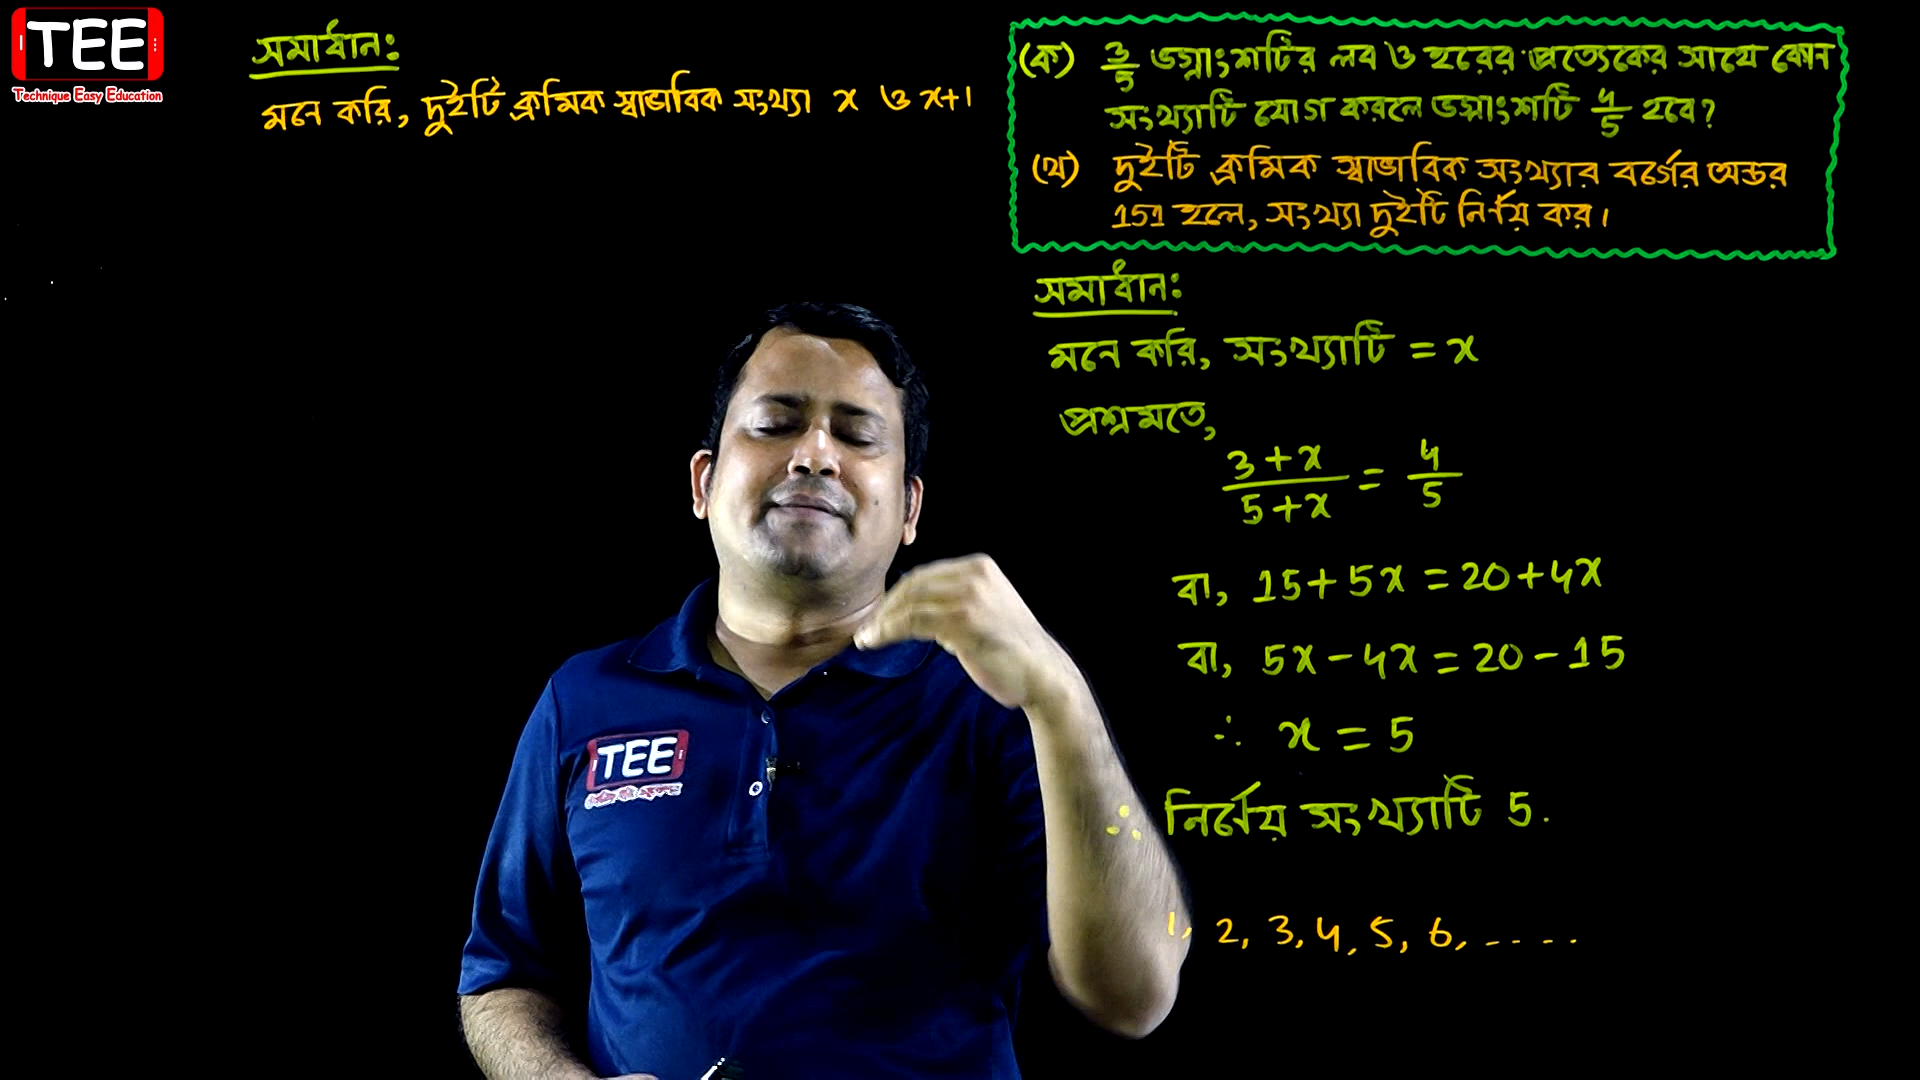 TEE
Technique Easy Education
সমাধান:
মনে করি, দুইটি ক্রমিক স্বাভাবিক সংখ্যা x ও x+1
(ক) 3/5 ভগ্নাংশটির লব ও হরের প্রত্যেকের সাথে কোন
সংখ্যাটি যোগ করলে ভগ্নাংশটি 4/5 হবে?
(খ) দুইটি ক্রমিক স্বাভাবিক সংখ্যার বর্গের অন্তর
151 হলে, সংখ্যা দুইটি নির্ণয় কর।
সমাধান:
মনে করি, সংখ্যাটি = x
প্রশ্নমতে,
(3+x)/(5+x) = 4/5
বা, 15+5x = 20+4x
বা, 5x-4x = 20-15
∴ x = 5
∴ নির্ণেয় সংখ্যাটি 5.
1, 2, 3, 4, 5, 6, ----
TEE